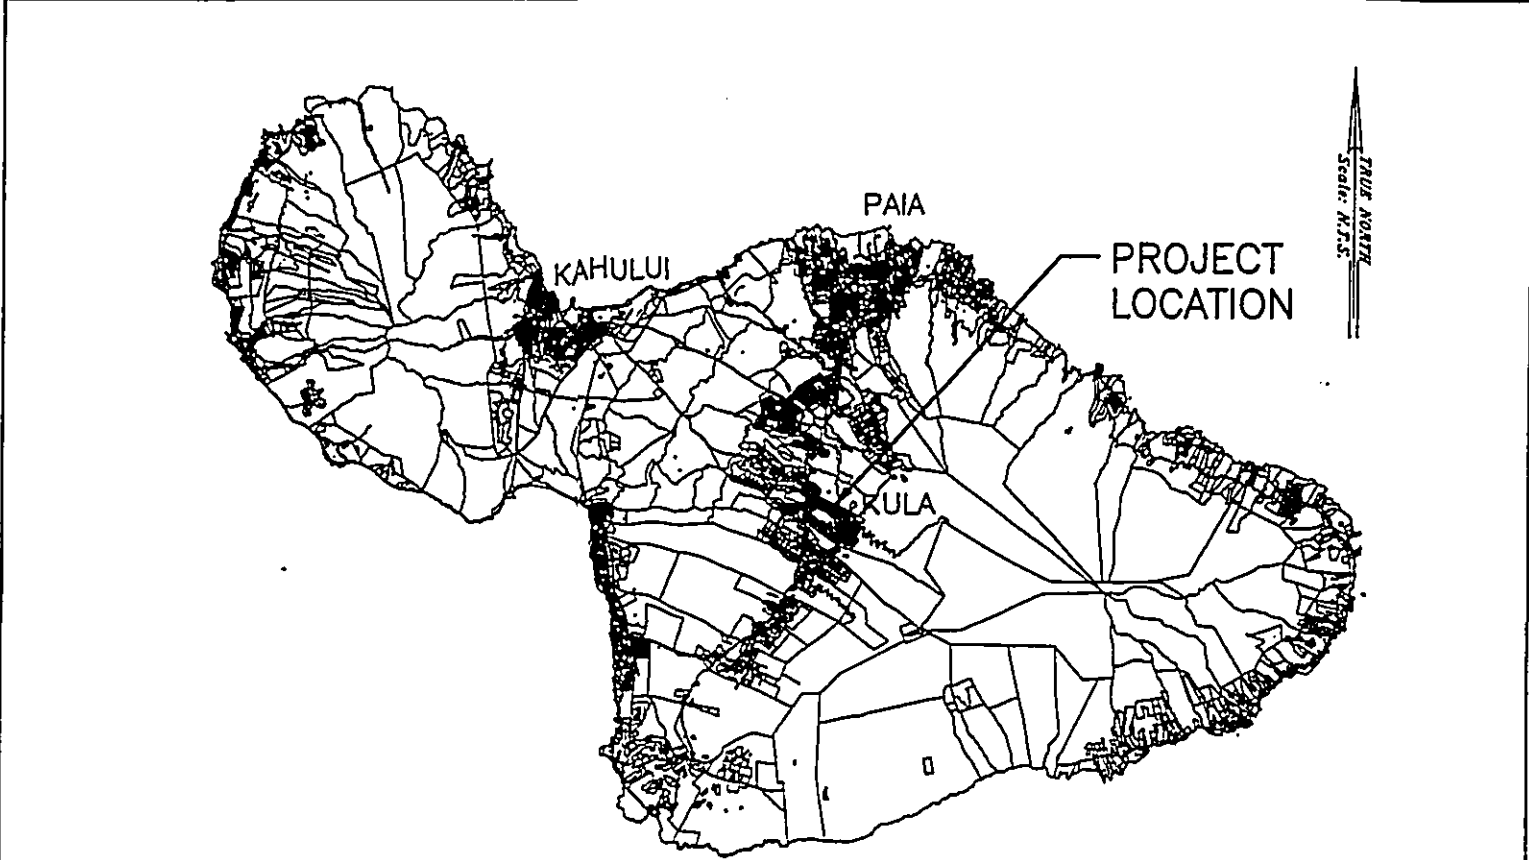 PAIA
KAHULUI
PROJECT
LOCATION
KULA
TRUE NORTH
Scale: N.T.S.